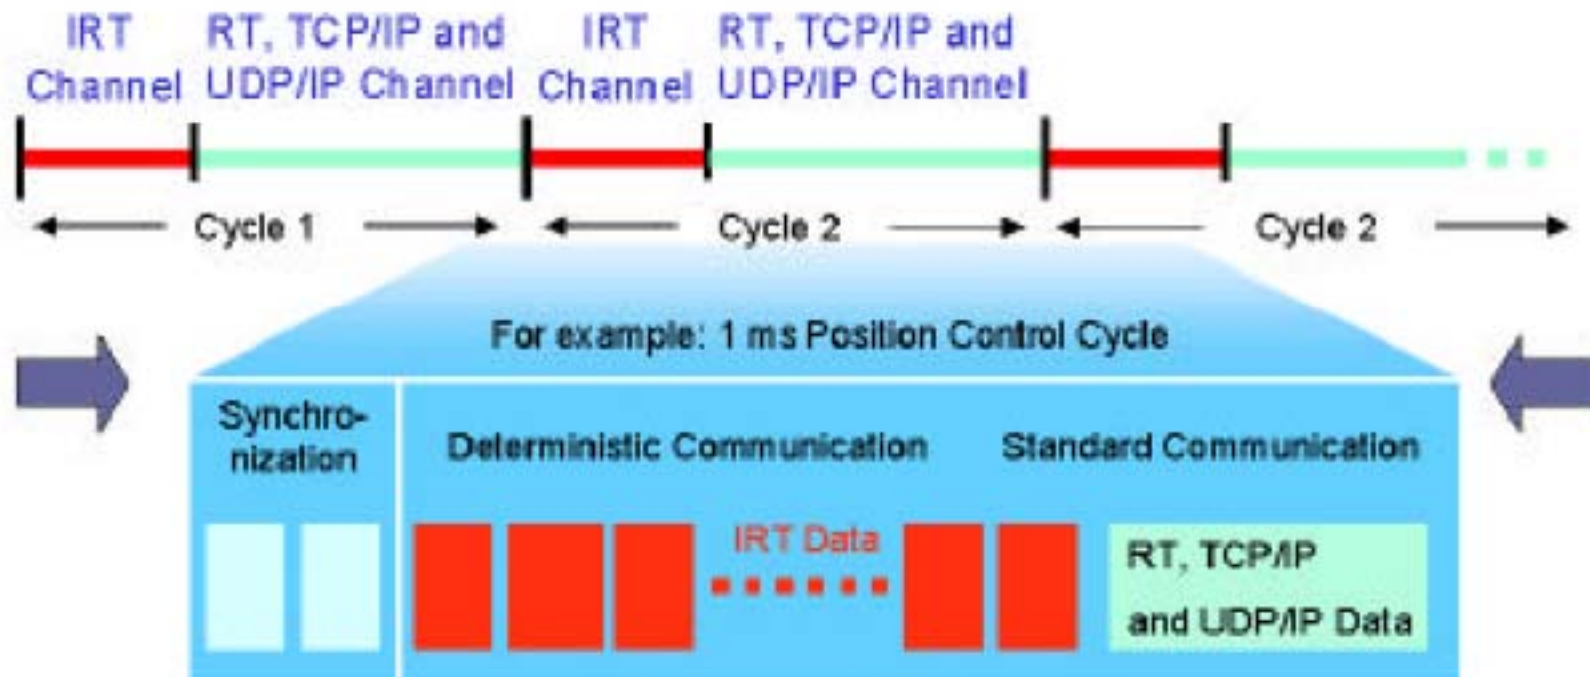 IRT
Channel
RT, TCP/IP and
UDP/IP Channel
IRT
Channel
RT, TCP/IP and
UDP/IP Channel
Cycle 1
Cycle 2
Cycle 2
For example: 1 ms Position Control Cycle
Synchro-
nization
Deterministic Communication
Standard Communication
IRT Data
RT, TCP/IP
and UDP/IP Data